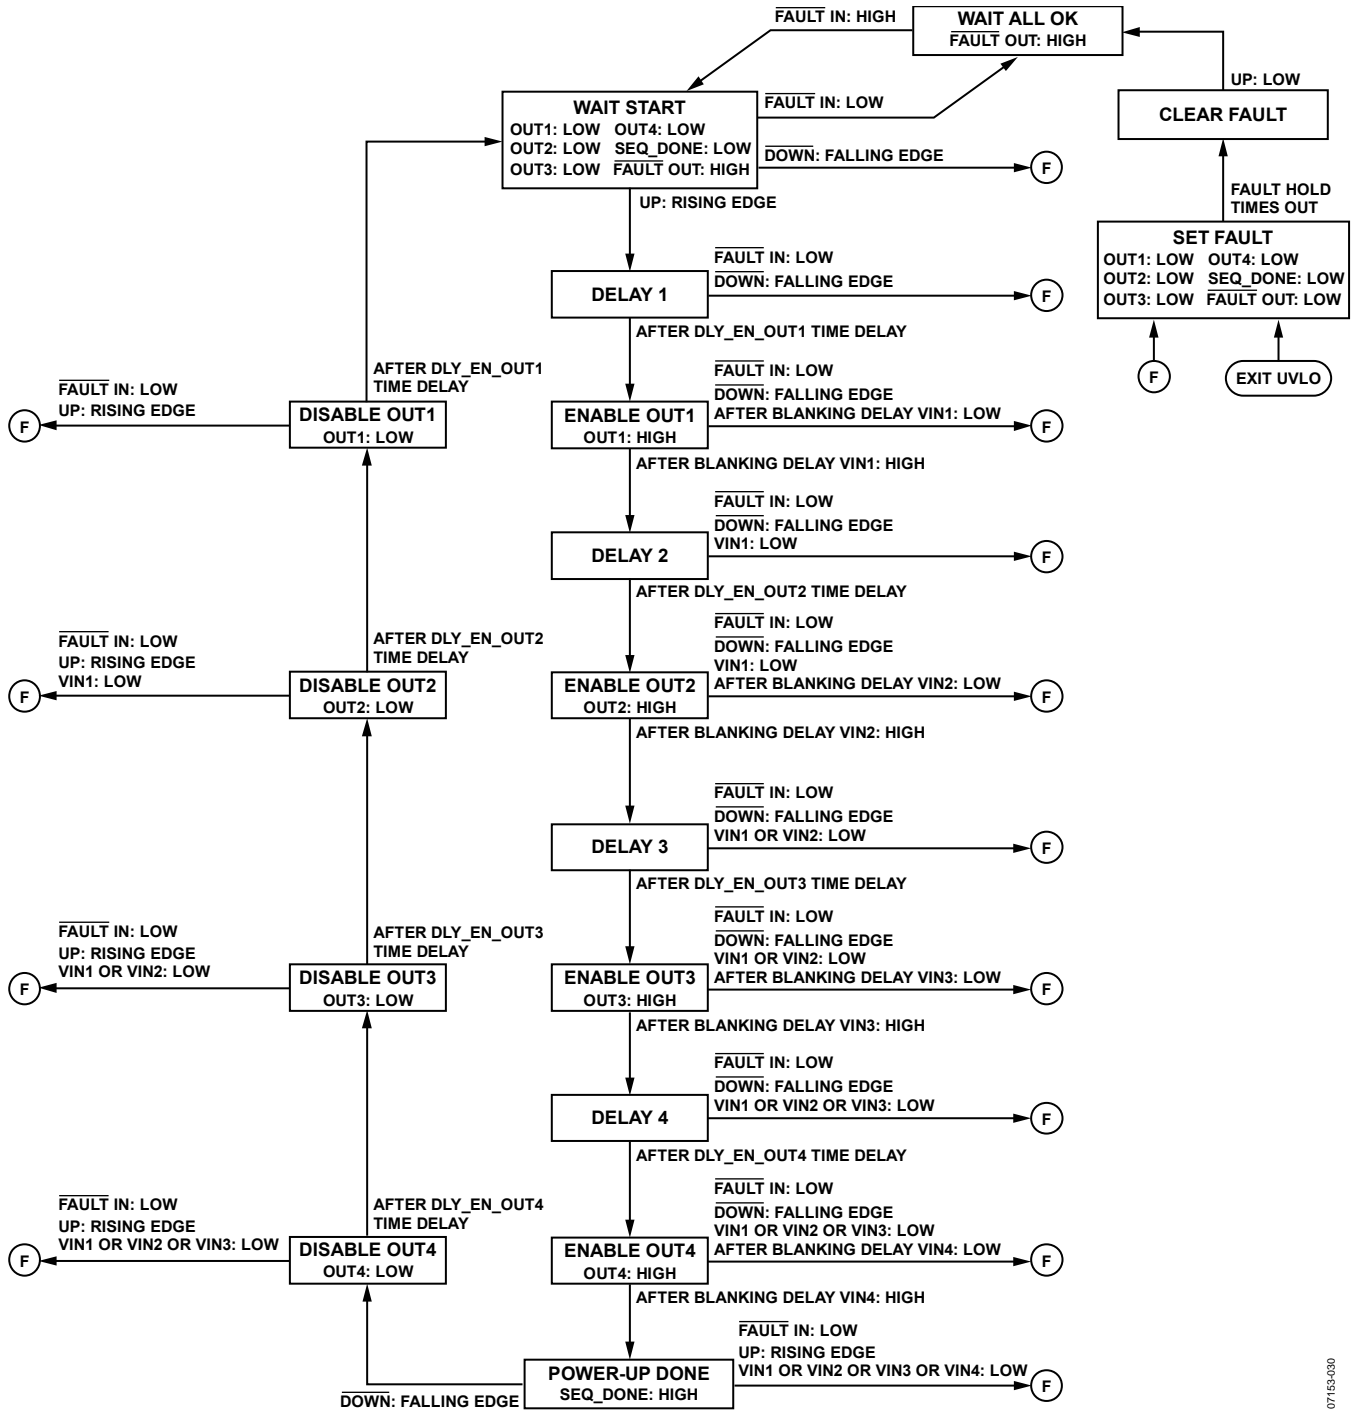 FAULT IN: HIGH
WAIT ALL OK
FAULT OUT: HIGH
UP: LOW
CLEAR FAULT
FAULT HOLD
TIMES OUT
SET FAULT
OUT1: LOW OUT4: LOW
OUT2: LOW SEQ_DONE: LOW
OUT3: LOW FAULT OUT: LOW
F
EXIT UVLO
WAIT START
OUT1: LOW OUT4: LOW
OUT2: LOW SEQ_DONE: LOW
OUT3: LOW FAULT OUT: HIGH
FAULT IN: LOW
DOWN: FALLING EDGE
F
UP: RISING EDGE
DELAY 1
FAULT IN: LOW
DOWN: FALLING EDGE
F
AFTER DLY_EN_OUT1 TIME DELAY
ENABLE OUT1
OUT1: HIGH
FAULT IN: LOW
DOWN: FALLING EDGE
AFTER BLANKING DELAY VIN1: LOW
F
AFTER BLANKING DELAY VIN1: HIGH
DELAY 2
FAULT IN: LOW
DOWN: FALLING EDGE
VIN1: LOW
F
AFTER DLY_EN_OUT2 TIME DELAY
ENABLE OUT2
OUT2: HIGH
FAULT IN: LOW
DOWN: FALLING EDGE
VIN1: LOW
AFTER BLANKING DELAY VIN2: LOW
F
AFTER BLANKING DELAY VIN2: HIGH
DELAY 3
FAULT IN: LOW
DOWN: FALLING EDGE
VIN1 OR VIN2: LOW
F
AFTER DLY_EN_OUT3 TIME DELAY
ENABLE OUT3
OUT3: HIGH
FAULT IN: LOW
DOWN: FALLING EDGE
VIN1 OR VIN2: LOW
AFTER BLANKING DELAY VIN3: LOW
F
AFTER BLANKING DELAY VIN3: HIGH
DELAY 4
FAULT IN: LOW
DOWN: FALLING EDGE
VIN1 OR VIN2 OR VIN3: LOW
F
AFTER DLY_EN_OUT4 TIME DELAY
ENABLE OUT4
OUT4: HIGH
FAULT IN: LOW
DOWN: FALLING EDGE
VIN1 OR VIN2 OR VIN3: LOW
AFTER BLANKING DELAY VIN4: LOW
F
AFTER BLANKING DELAY VIN4: HIGH
POWER-UP DONE
SEQ_DONE: HIGH
FAULT IN: LOW
UP: RISING EDGE
VIN1 OR VIN2 OR VIN3 OR VIN4: LOW
F
DOWN: FALLING EDGE
DISABLE OUT4
OUT4: LOW
FAULT IN: LOW
UP: RISING EDGE
VIN1 OR VIN2 OR VIN3: LOW
F
AFTER DLY_EN_OUT4
TIME DELAY
DISABLE OUT3
OUT3: LOW
FAULT IN: LOW
UP: RISING EDGE
VIN1 OR VIN2: LOW
F
AFTER DLY_EN_OUT3
TIME DELAY
DISABLE OUT2
OUT2: LOW
FAULT IN: LOW
UP: RISING EDGE
VIN1: LOW
F
AFTER DLY_EN_OUT2
TIME DELAY
DISABLE OUT1
OUT1: LOW
FAULT IN: LOW
UP: RISING EDGE
F
AFTER DLY_EN_OUT1
TIME DELAY
07153-030